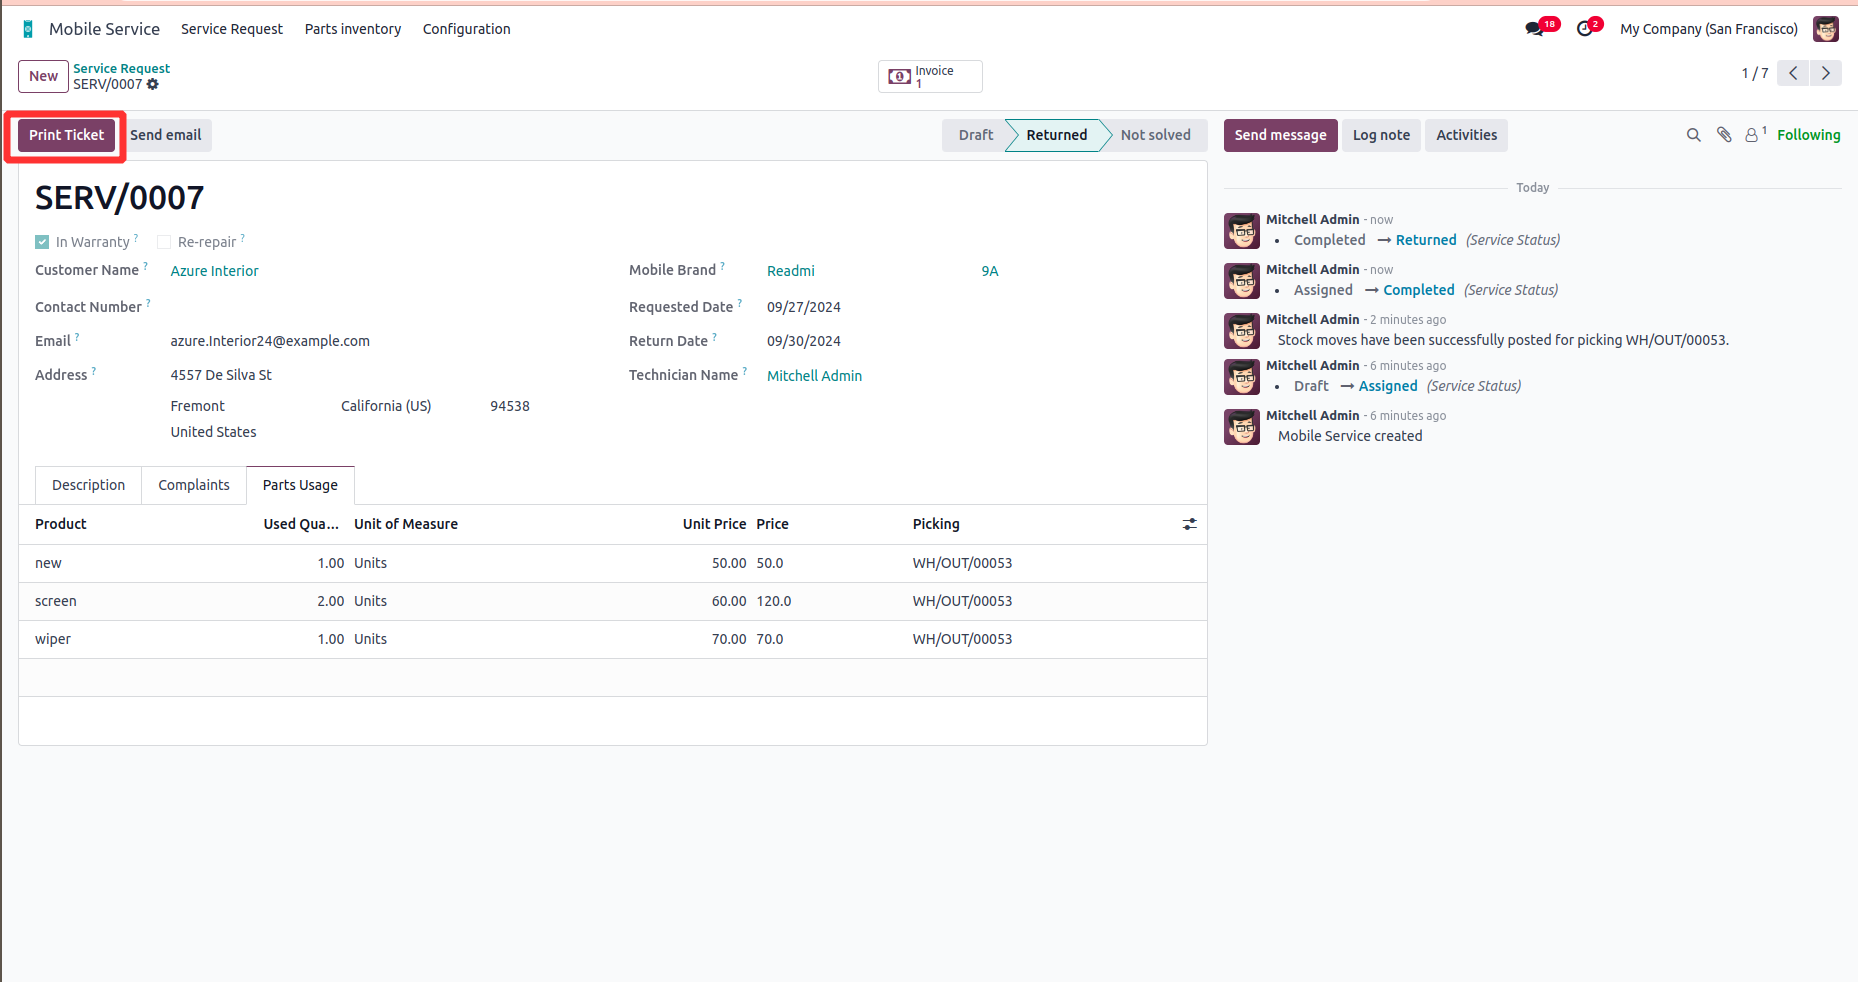 Mobile Service Service Request Parts inventory Configuration 18 2 My Company (San Francisco)
New Service Request
SERV/0007
Invoice
1
1 / 7
Print Ticket Send email Draft Returned Not solved Send message Log note Activities 1 Following
SERV/0007
In Warranty ? Re-repair ?
Customer Name ? Azure Interior
Contact Number ?
Email ? azure.Interior24@example.com
Address ? 4557 De Silva St
Fremont California (US) 94538
United States
Mobile Brand ? Readmi 9A
Requested Date ? 09/27/2024
Return Date ? 09/30/2024
Technician Name ? Mitchell Admin
Description Complaints Parts Usage
Product Used Qua... Unit of Measure Unit Price Price Picking
new 1.00 Units 50.00 50.0 WH/OUT/00053
screen 2.00 Units 60.00 120.0 WH/OUT/00053
wiper 1.00 Units 70.00 70.0 WH/OUT/00053
Today
Mitchell Admin - now
• Completed → Returned (Service Status)
Mitchell Admin - now
• Assigned → Completed (Service Status)
Mitchell Admin - 2 minutes ago
Stock moves have been successfully posted for picking WH/OUT/00053.
Mitchell Admin - 6 minutes ago
• Draft → Assigned (Service Status)
Mitchell Admin - 6 minutes ago
Mobile Service created